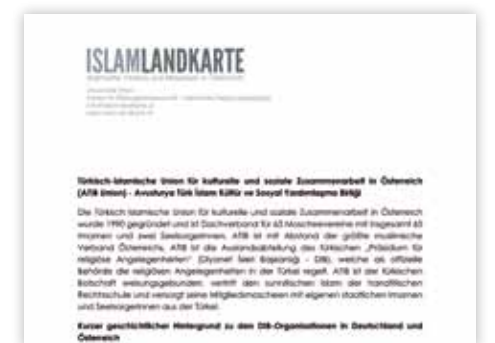 ISLAMLANDKARTE
Türkisch-Islamische Union für kulturelle und soziale Zusammenarbeit in Österreich
(ATIB Union) - Avusturya Türk İslam Kültür ve Sosyal Yardımlaşma Birliği
Die Türkisch Islamische Union für kulturelle und soziale Zusammenarbeit in Österreich
wurde 1990 gegründet und ist Dachverband für 63 Moscheevereine mit insgesamt 65
Imamen und zwei Seelsorgerinnen. ATIB ist mit Abstand der größte muslimische
Verband Österreichs. ATIB ist die Auslandsabteilung des türkischen „Präsidium für
religiöse Angelegenheiten" (Diyanet İşleri Başkanlığı - DIB), welche als offizielle
Behörde die religiösen Angelegenheiten in der Türkei regelt. ATIB ist der türkischen
Botschaft weisungsgebunden, vertritt den sunnitischen Islam der hanafitischen
Rechtsschule und versorgt seine Mitgliedsmoscheen mit eigenen staatlichen Imamen
und Seelsorgerinnen aus der Türkei.
Kurzer geschichtlicher Hintergrund zu den DIB-Organisationen in Deutschland und
Österreich